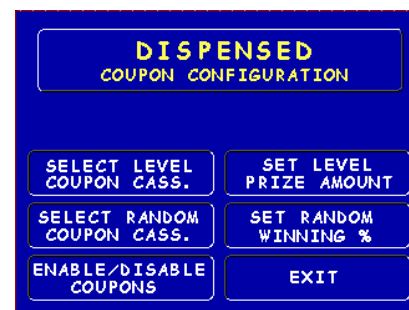 DISPENSED
COUPON CONFIGURATION
SELECT LEVEL
COUPON CASS.
SET LEVEL
PRIZE AMOUNT
SELECT RANDOM
COUPON CASS.
SET RANDOM
WINNING %
ENABLE/DISABLE
COUPONS
EXIT